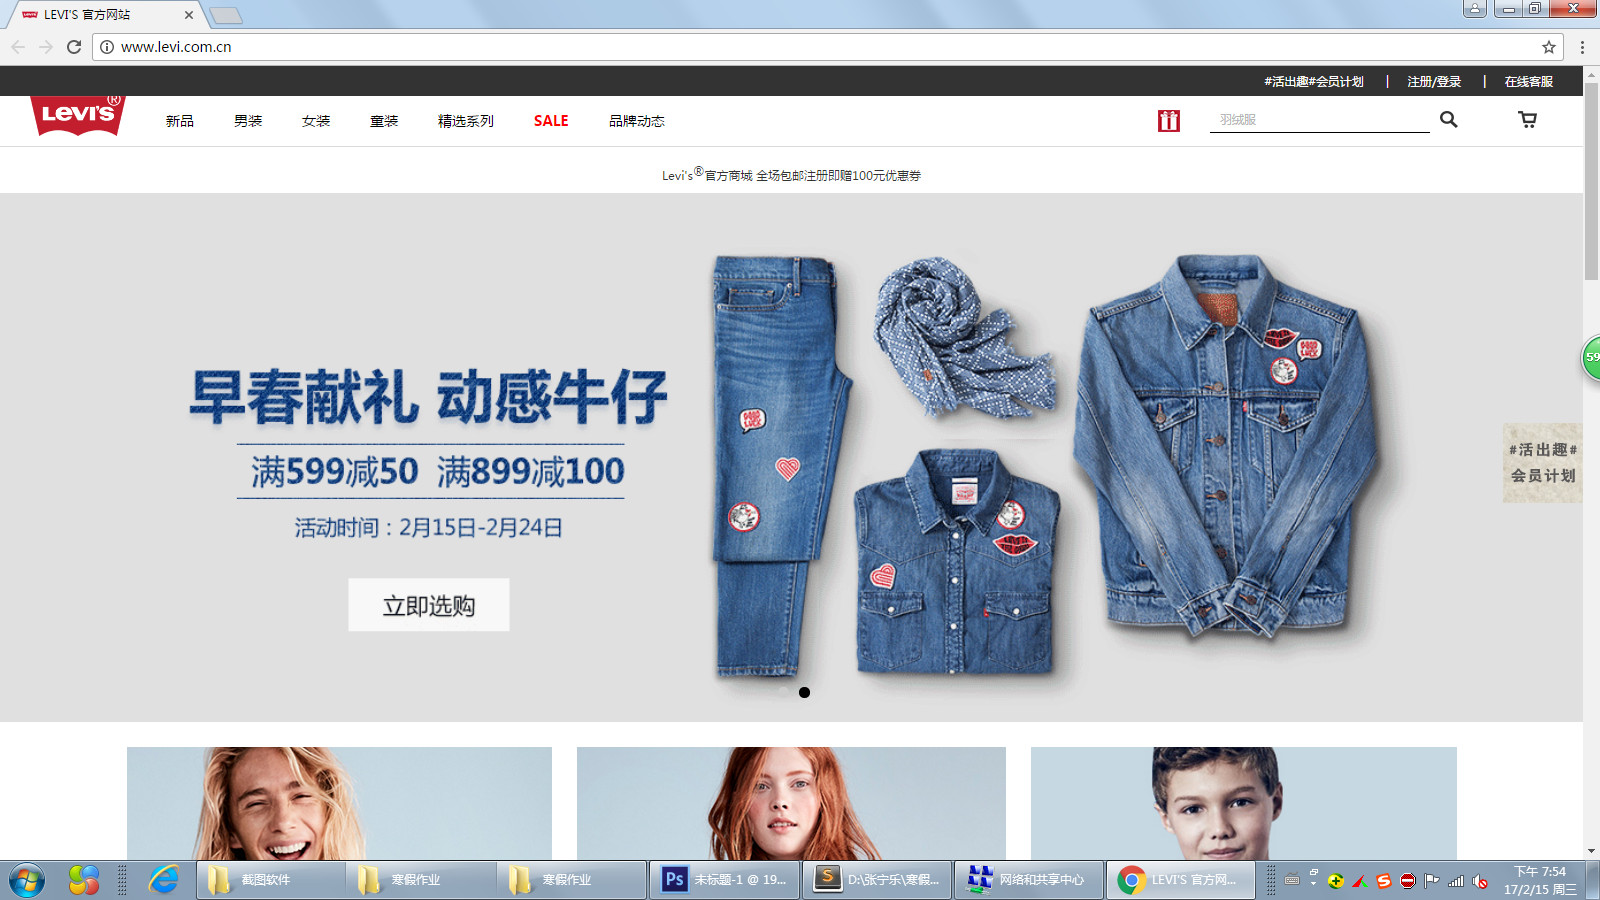 LEVI'S 官方网站
www.levi.com.cn
#活出趣#会员计划 | 注册/登录 | 在线客服
LEVI'S®
新品 男装 女装 童装 精选系列 SALE 品牌动态
羽绒服
Levi's®官方商城 全场包邮注册即赠100元优惠券
早春献礼 动感牛仔
满599减50 满899减100
活动时间：2月15日-2月24日
立即选购
GOOD LUCK
GOOD LUCK
59
#活出趣#
会员计划
截图软件
寒假作业
寒假作业
Ps 未标题-1 @ 19...
D:\张宁乐\寒假...
网络和共享中心
LEVI'S 官方网...
下午 7:54
17/2/15 周三